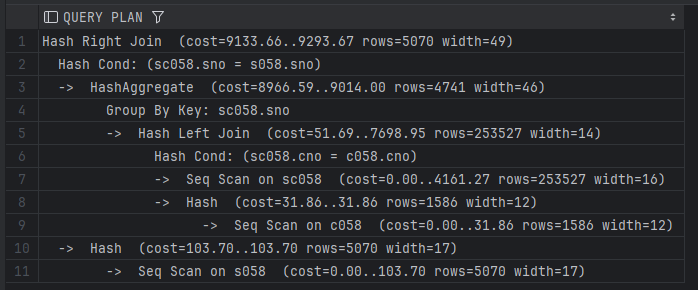 QUERY PLAN
1 Hash Right Join (cost=9133.66..9293.67 rows=5070 width=49)
2 Hash Cond: (sc058.sno = s058.sno)
3 -> HashAggregate (cost=8966.59..9014.00 rows=4741 width=46)
4 Group By Key: sc058.sno
5 -> Hash Left Join (cost=51.69..7698.95 rows=253527 width=14)
6 Hash Cond: (sc058.cno = c058.cno)
7 -> Seq Scan on sc058 (cost=0.00..4161.27 rows=253527 width=16)
8 -> Hash (cost=31.86..31.86 rows=1586 width=12)
9 -> Seq Scan on c058 (cost=0.00..31.86 rows=1586 width=12)
10 -> Hash (cost=103.70..103.70 rows=5070 width=17)
11 -> Seq Scan on s058 (cost=0.00..103.70 rows=5070 width=17)